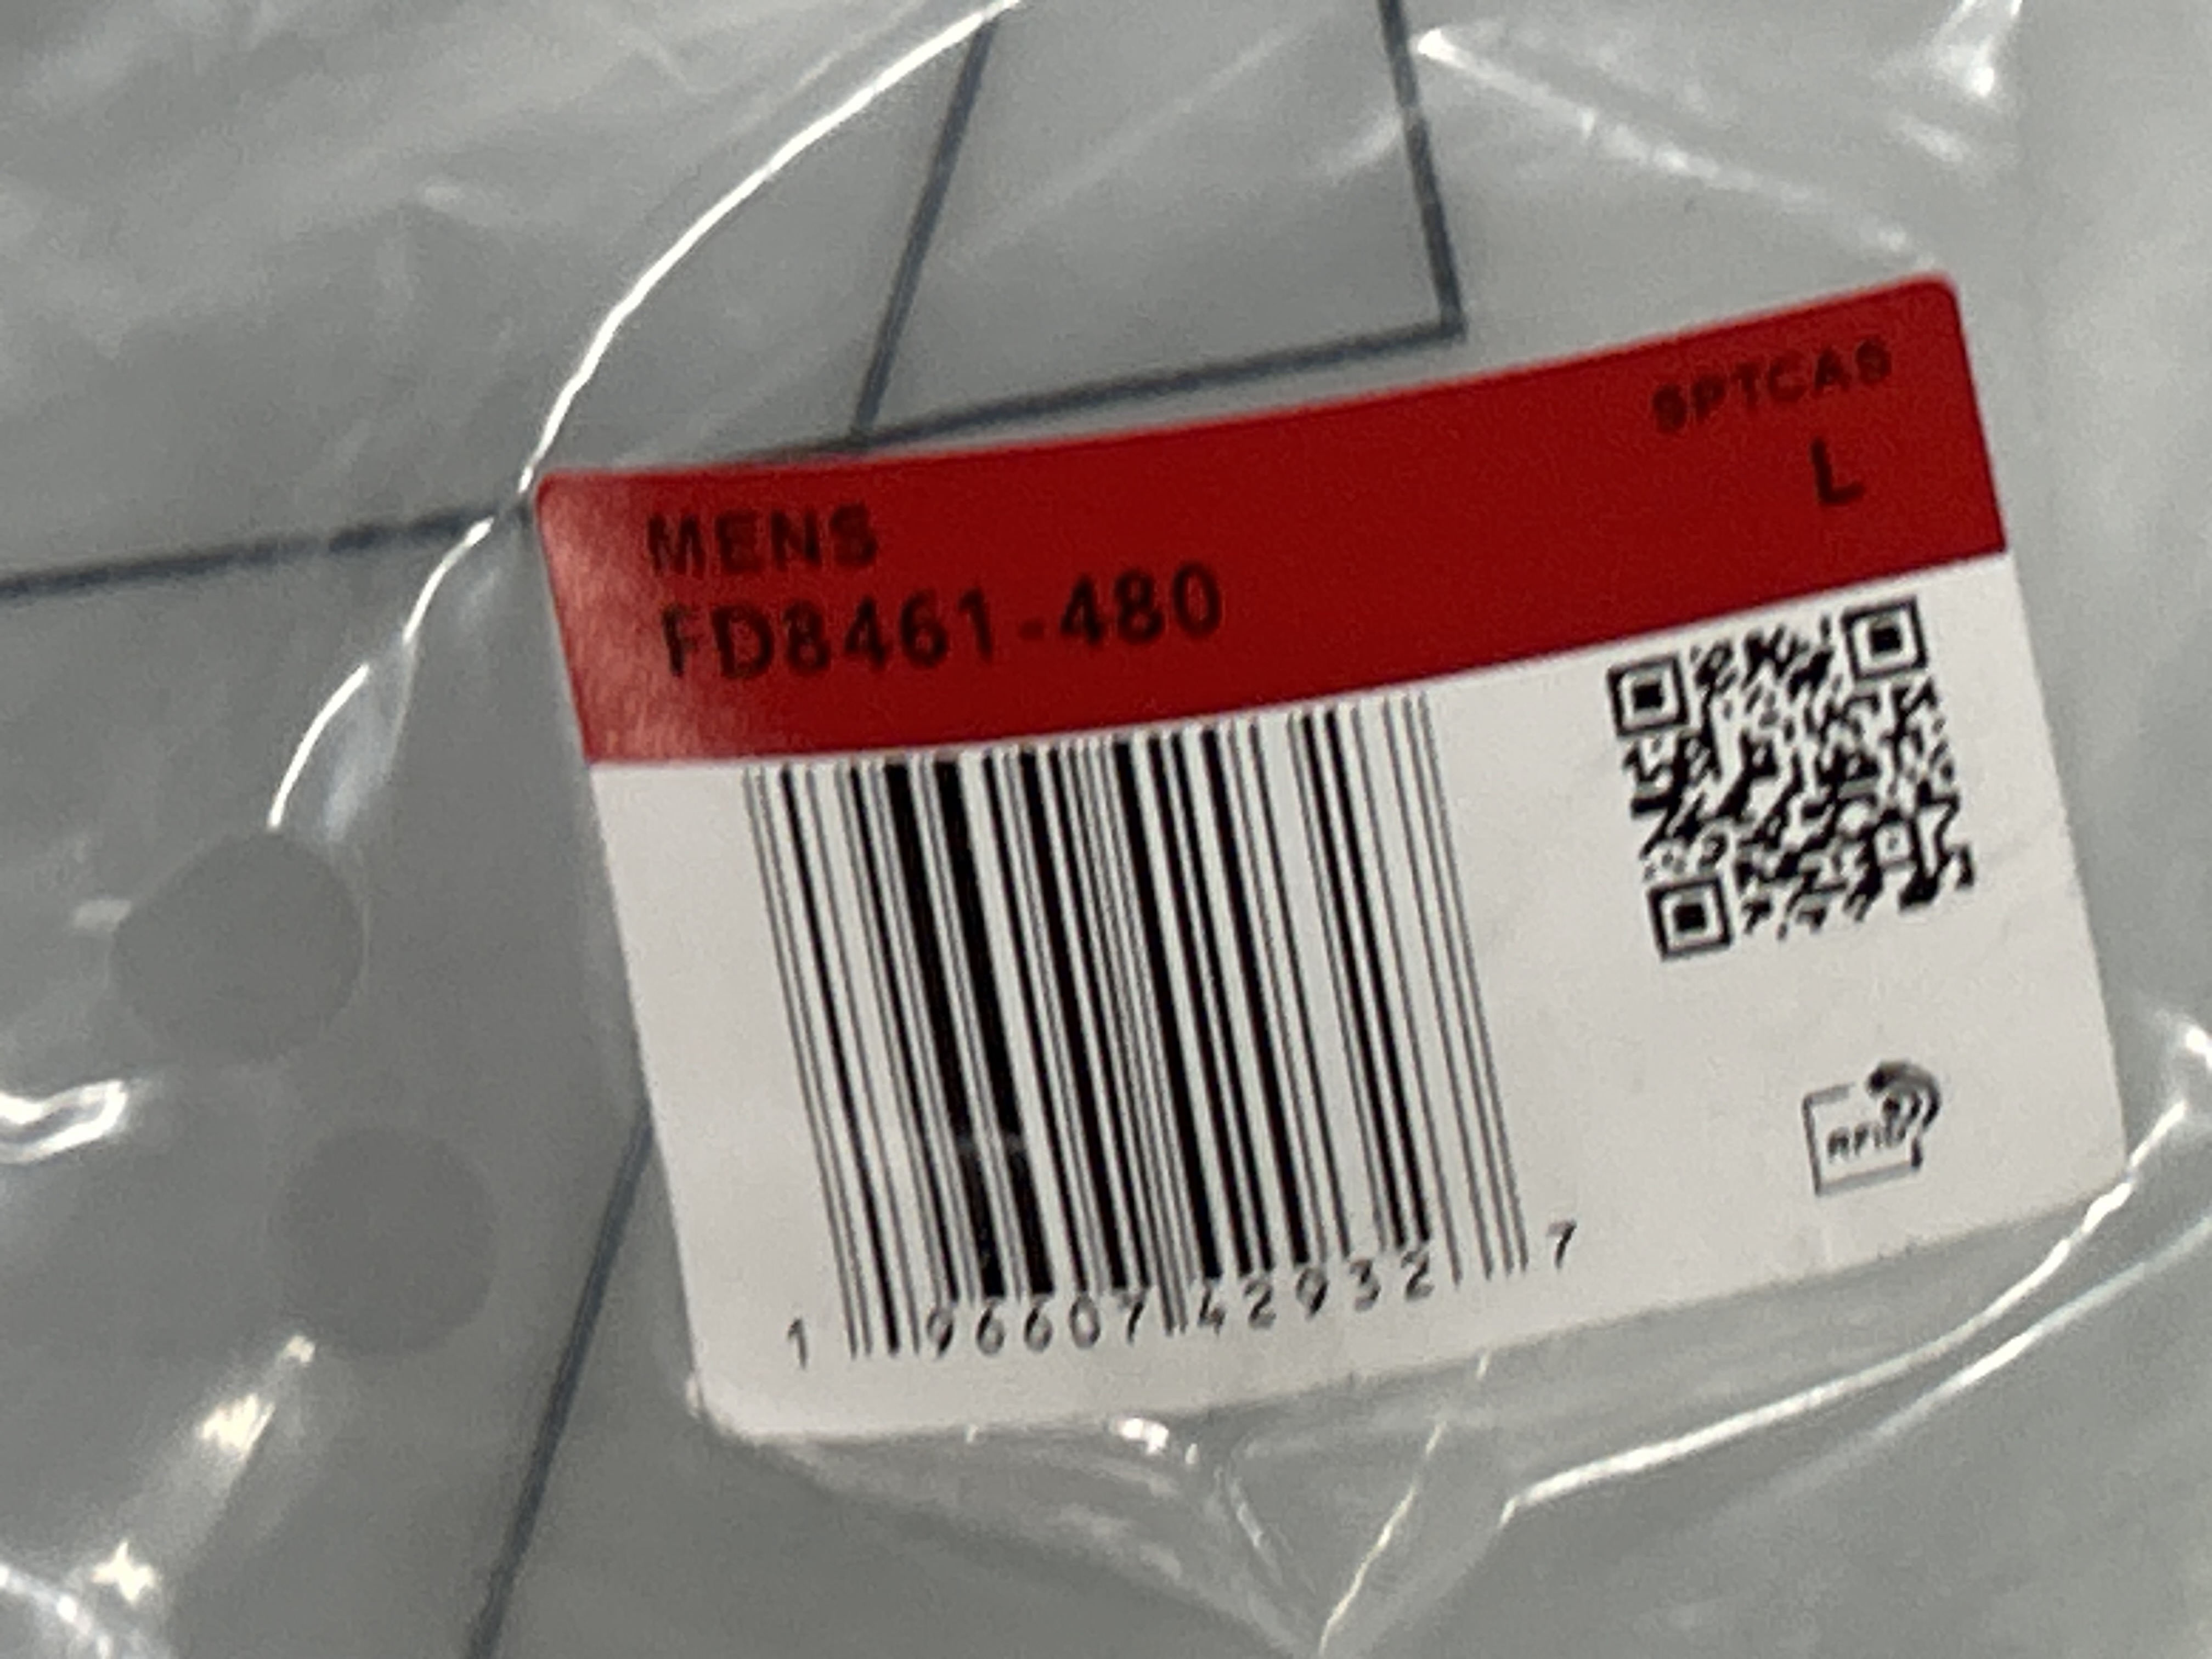 SPTCAS
L
MENS
FD8461-480
1 96607 42932 7
RFID